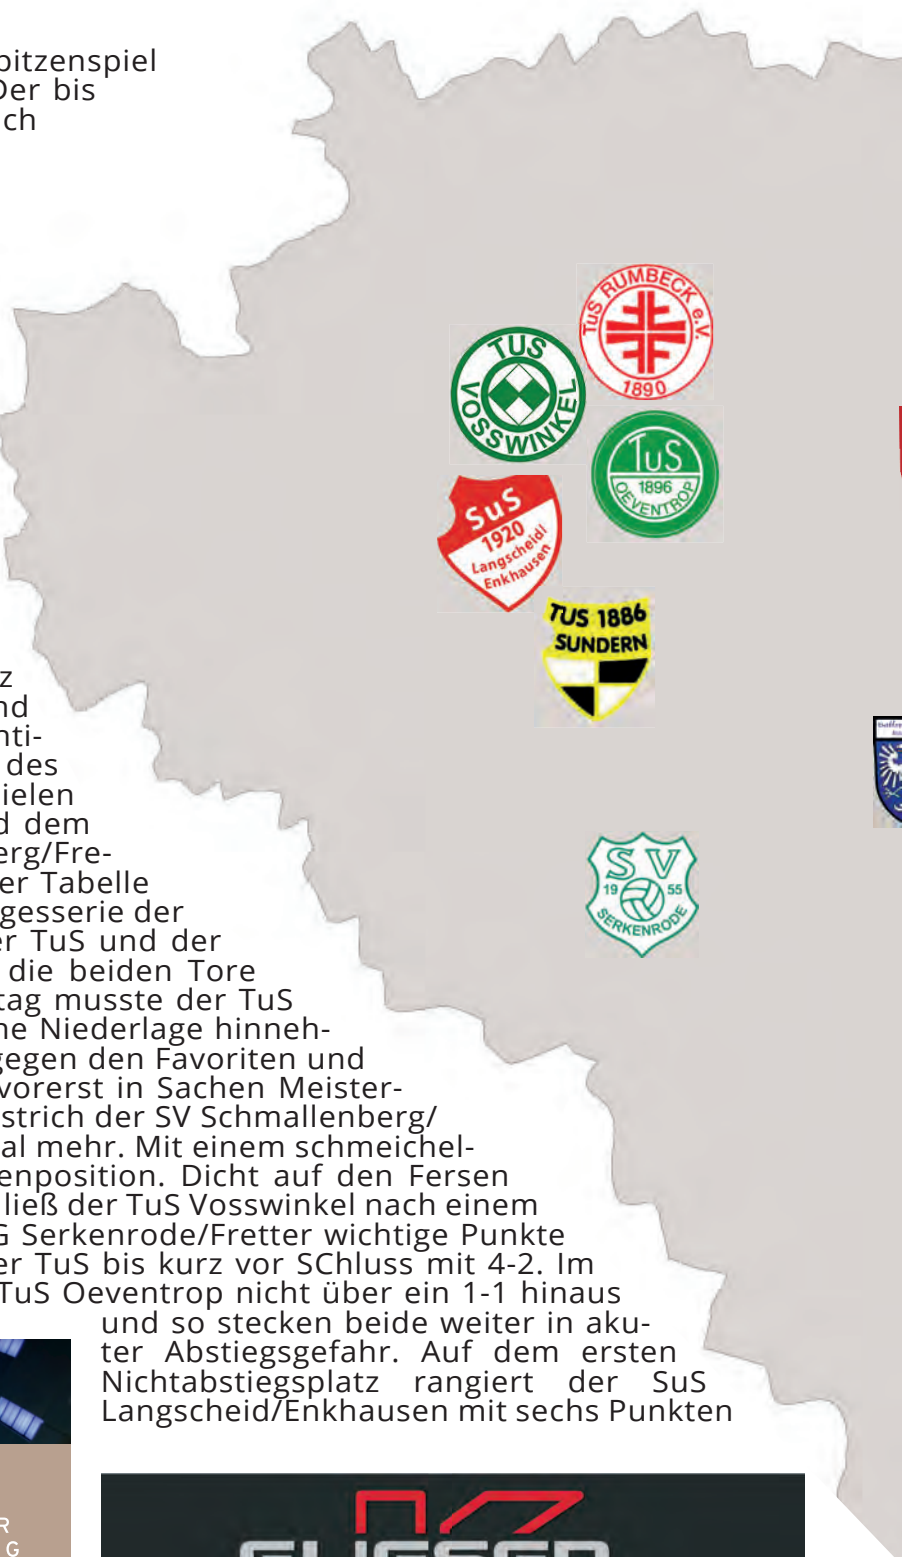 pitzenspiel
Der bis
ch
TuS RUMBECK e.V.
1890
TUS
VOSSWINKEL
TuS
1896
OEVENTROP
SuS
1920
Langscheid/
Enkhausen
TUS 1886
SUNDERN
SV
19 55
SERKENRODE
z
nd
nti-
des
ielen
d dem
erg/Fre-
er Tabelle
gesserie der
er TuS und der
die beiden Tore
tag musste der TuS
ne Niederlage hinneh-
gegen den Favoriten und
vorerst in Sachen Meister-
strich der SV Schmallenberg/
al mehr. Mit einem schmeichel-
enposition. Dicht auf den Fersen
ließ der TuS Vosswinkel nach einem
G Serkenrode/Fretter wichtige Punkte
er TuS bis kurz vor SChluss mit 4-2. Im
TuS Oeventrop nicht über ein 1-1 hinaus
und so stecken beide weiter in aku-
ter Abstiegsgefahr. Auf dem ersten
Nichtabstiegsplatz rangiert der SuS
Langscheid/Enkhausen mit sechs Punkten
R
G